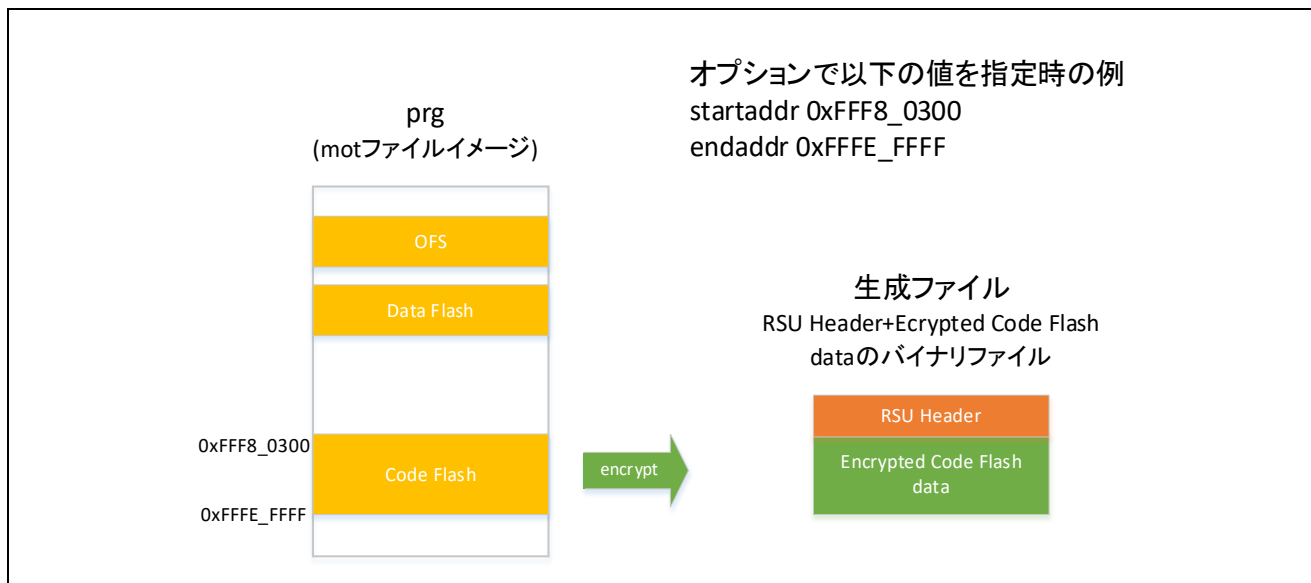 オプションで以下の値を指定時の例
startaddr 0xFFF8_0300
endaddr 0xFFFE_FFFF
prg
(motファイルイメージ)
OFS
Data Flash
0xFFF8_0300
Code Flash
0xFFFE_FFFF
encrypt
生成ファイル
RSU Header+Ecrypted Code Flash
dataのバイナリファイル
RSU Header
Encrypted Code Flash
data